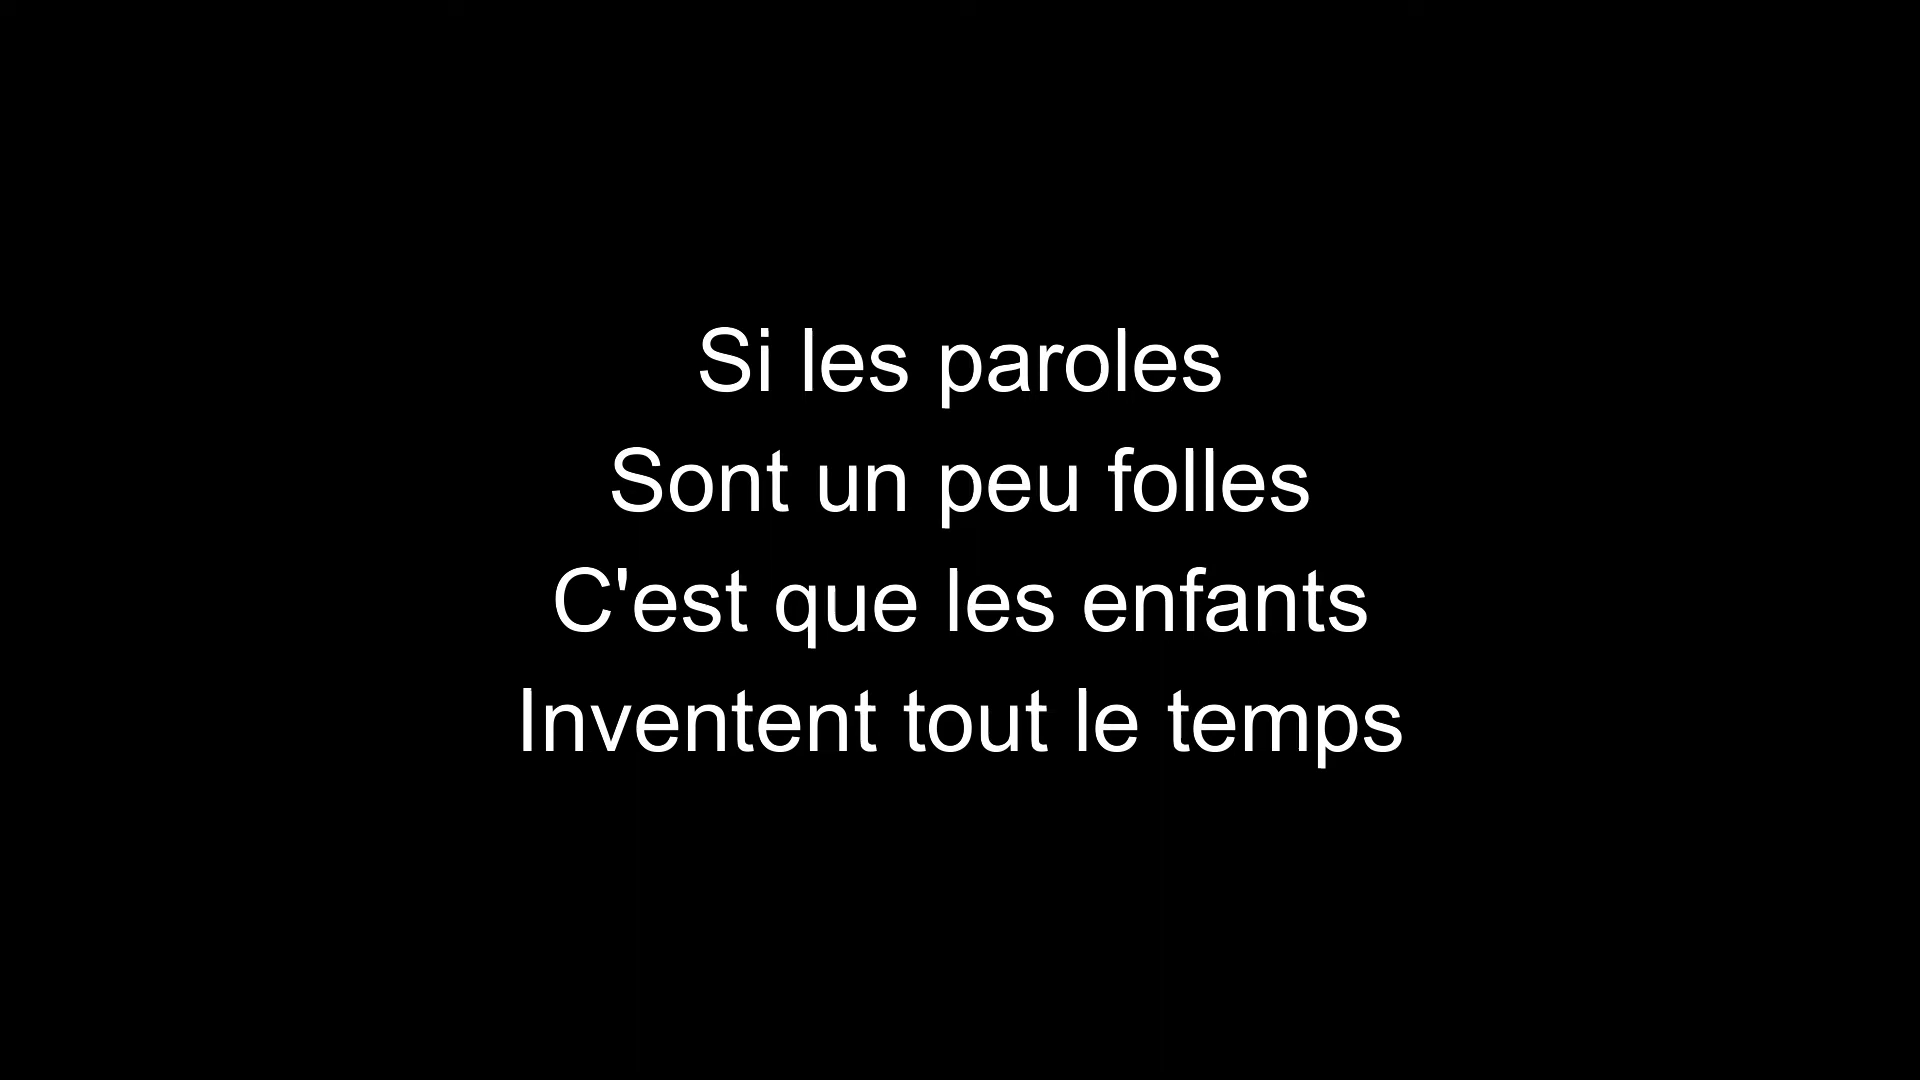 Si les paroles
Sont un peu folles
C'est que les enfants
Inventent tout le temps